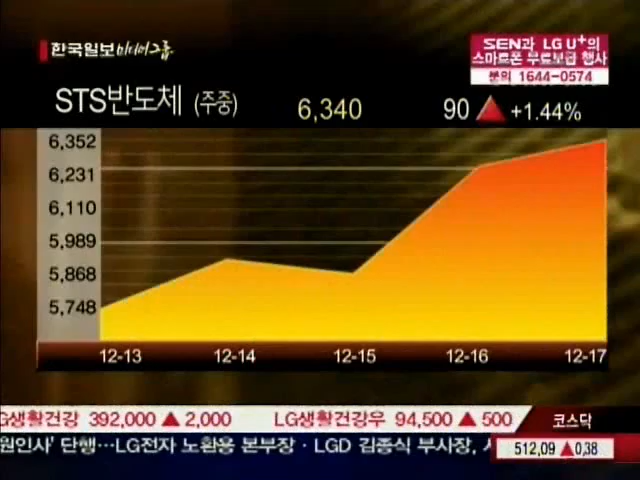 한국일보 미디어그룹
SEN과 LG U+의
스마트폰 무료보급 행사
문의 1644-0574
STS반도체 (주중) 6,340 90 ▲ +1.44%
6,352
6,231
6,110
5,989
5,868
5,748
12-13 12-14 12-15 12-16 12-17
G생활건강 392,000 ▲ 2,000 LG생활건강우 94,500 ▲ 500 코스닥
원인사' 단행…LG전자 노환용 본부장 · LGD 김종식 부사장,
512,09 ▲0,38